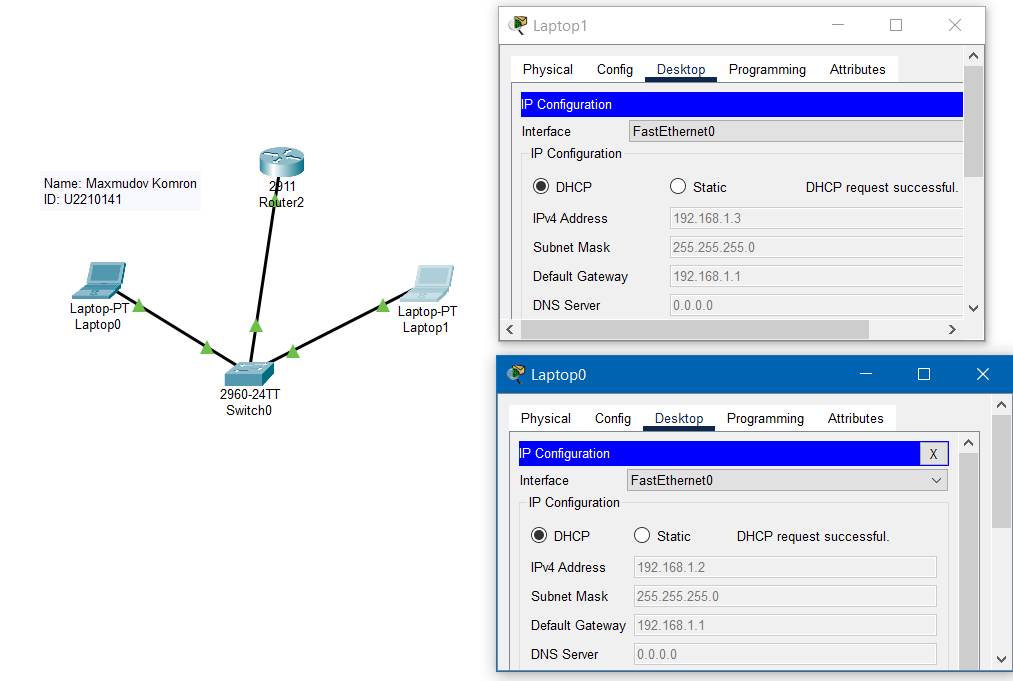 Name: Maxmudov Komron
ID: U2210141
2911
Router2
Laptop-PT
Laptop0
Laptop-PT
Laptop1
2960-24TT
Switch0
Laptop1
Physical Config Desktop Programming Attributes
IP Configuration
Interface FastEthernet0
IP Configuration
DHCP Static DHCP request successful.
IPv4 Address 192.168.1.3
Subnet Mask 255.255.255.0
Default Gateway 192.168.1.1
DNS Server 0.0.0.0
Laptop0
Physical Config Desktop Programming Attributes
IP Configuration X
Interface FastEthernet0
IP Configuration
DHCP Static DHCP request successful.
IPv4 Address 192.168.1.2
Subnet Mask 255.255.255.0
Default Gateway 192.168.1.1
DNS Server 0.0.0.0